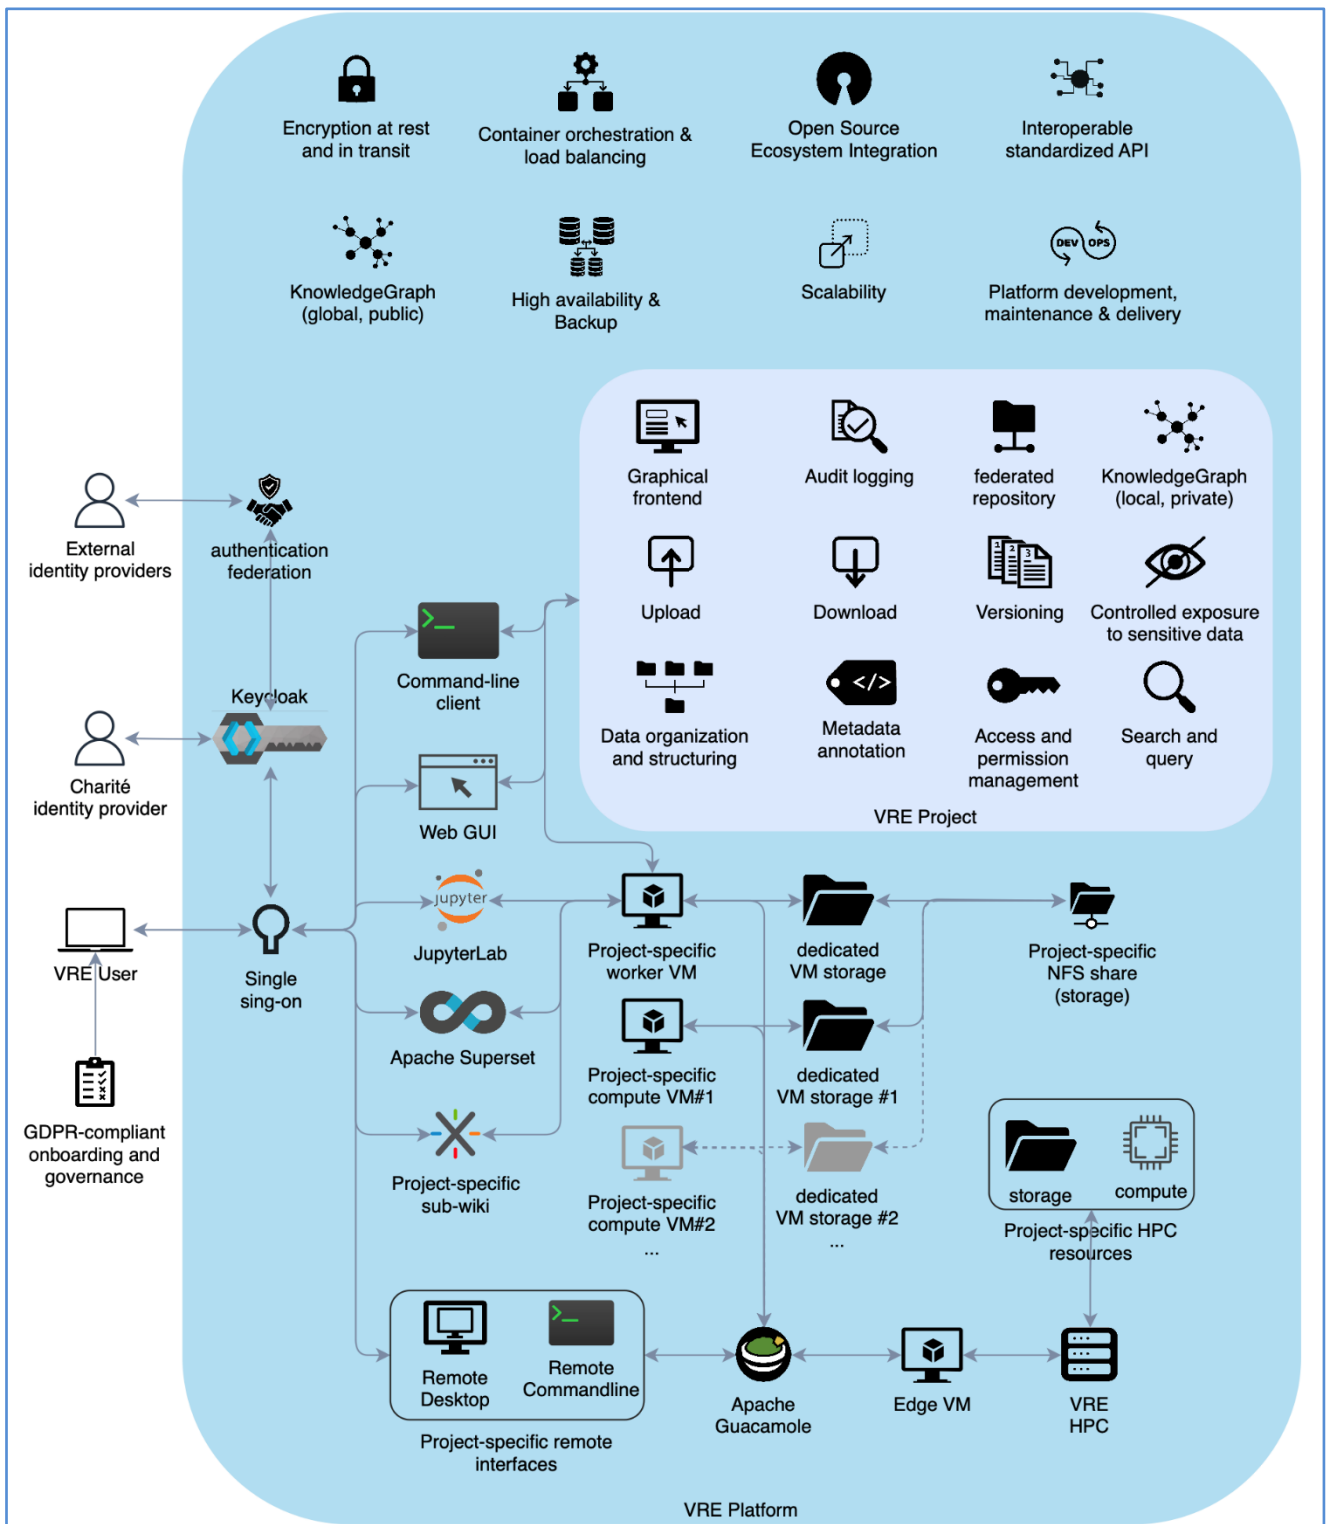 Encryption at rest
and in transit
Container orchestration &
load balancing
Open Source
Ecosystem Integration
Interoperable
standardized API
KnowledgeGraph
(global, public)
High availability &
Backup
Scalability
DEV OPS
Platform development,
maintenance & delivery
Graphical
frontend
Audit logging
federated
repository
KnowledgeGraph
(local, private)
External
identity providers
authentication
federation
Upload
Download
1 2 3
Versioning
Controlled exposure
to sensitive data
>_
Command-line
client
</>
Data organization
and structuring
Metadata
annotation
Access and
permission
management
Search and
query
VRE Project
Keycloak
Charité
identity provider
Web GUI
jupyter
JupyterLab
VRE User
Single
sing-on
Project-specific
worker VM
dedicated
VM storage
Project-specific
NFS share
(storage)
Apache Superset
Project-specific
compute VM#1
dedicated
VM storage #1
GDPR-compliant
onboarding and
governance
Project-specific
sub-wiki
Project-specific
compute VM#2
...
dedicated
VM storage #2
...
storage
compute
Project-specific HPC
resources
Remote
Desktop
>_
Remote
Commandline
Project-specific remote
interfaces
Apache
Guacamole
Edge VM
VRE
HPC
VRE Platform